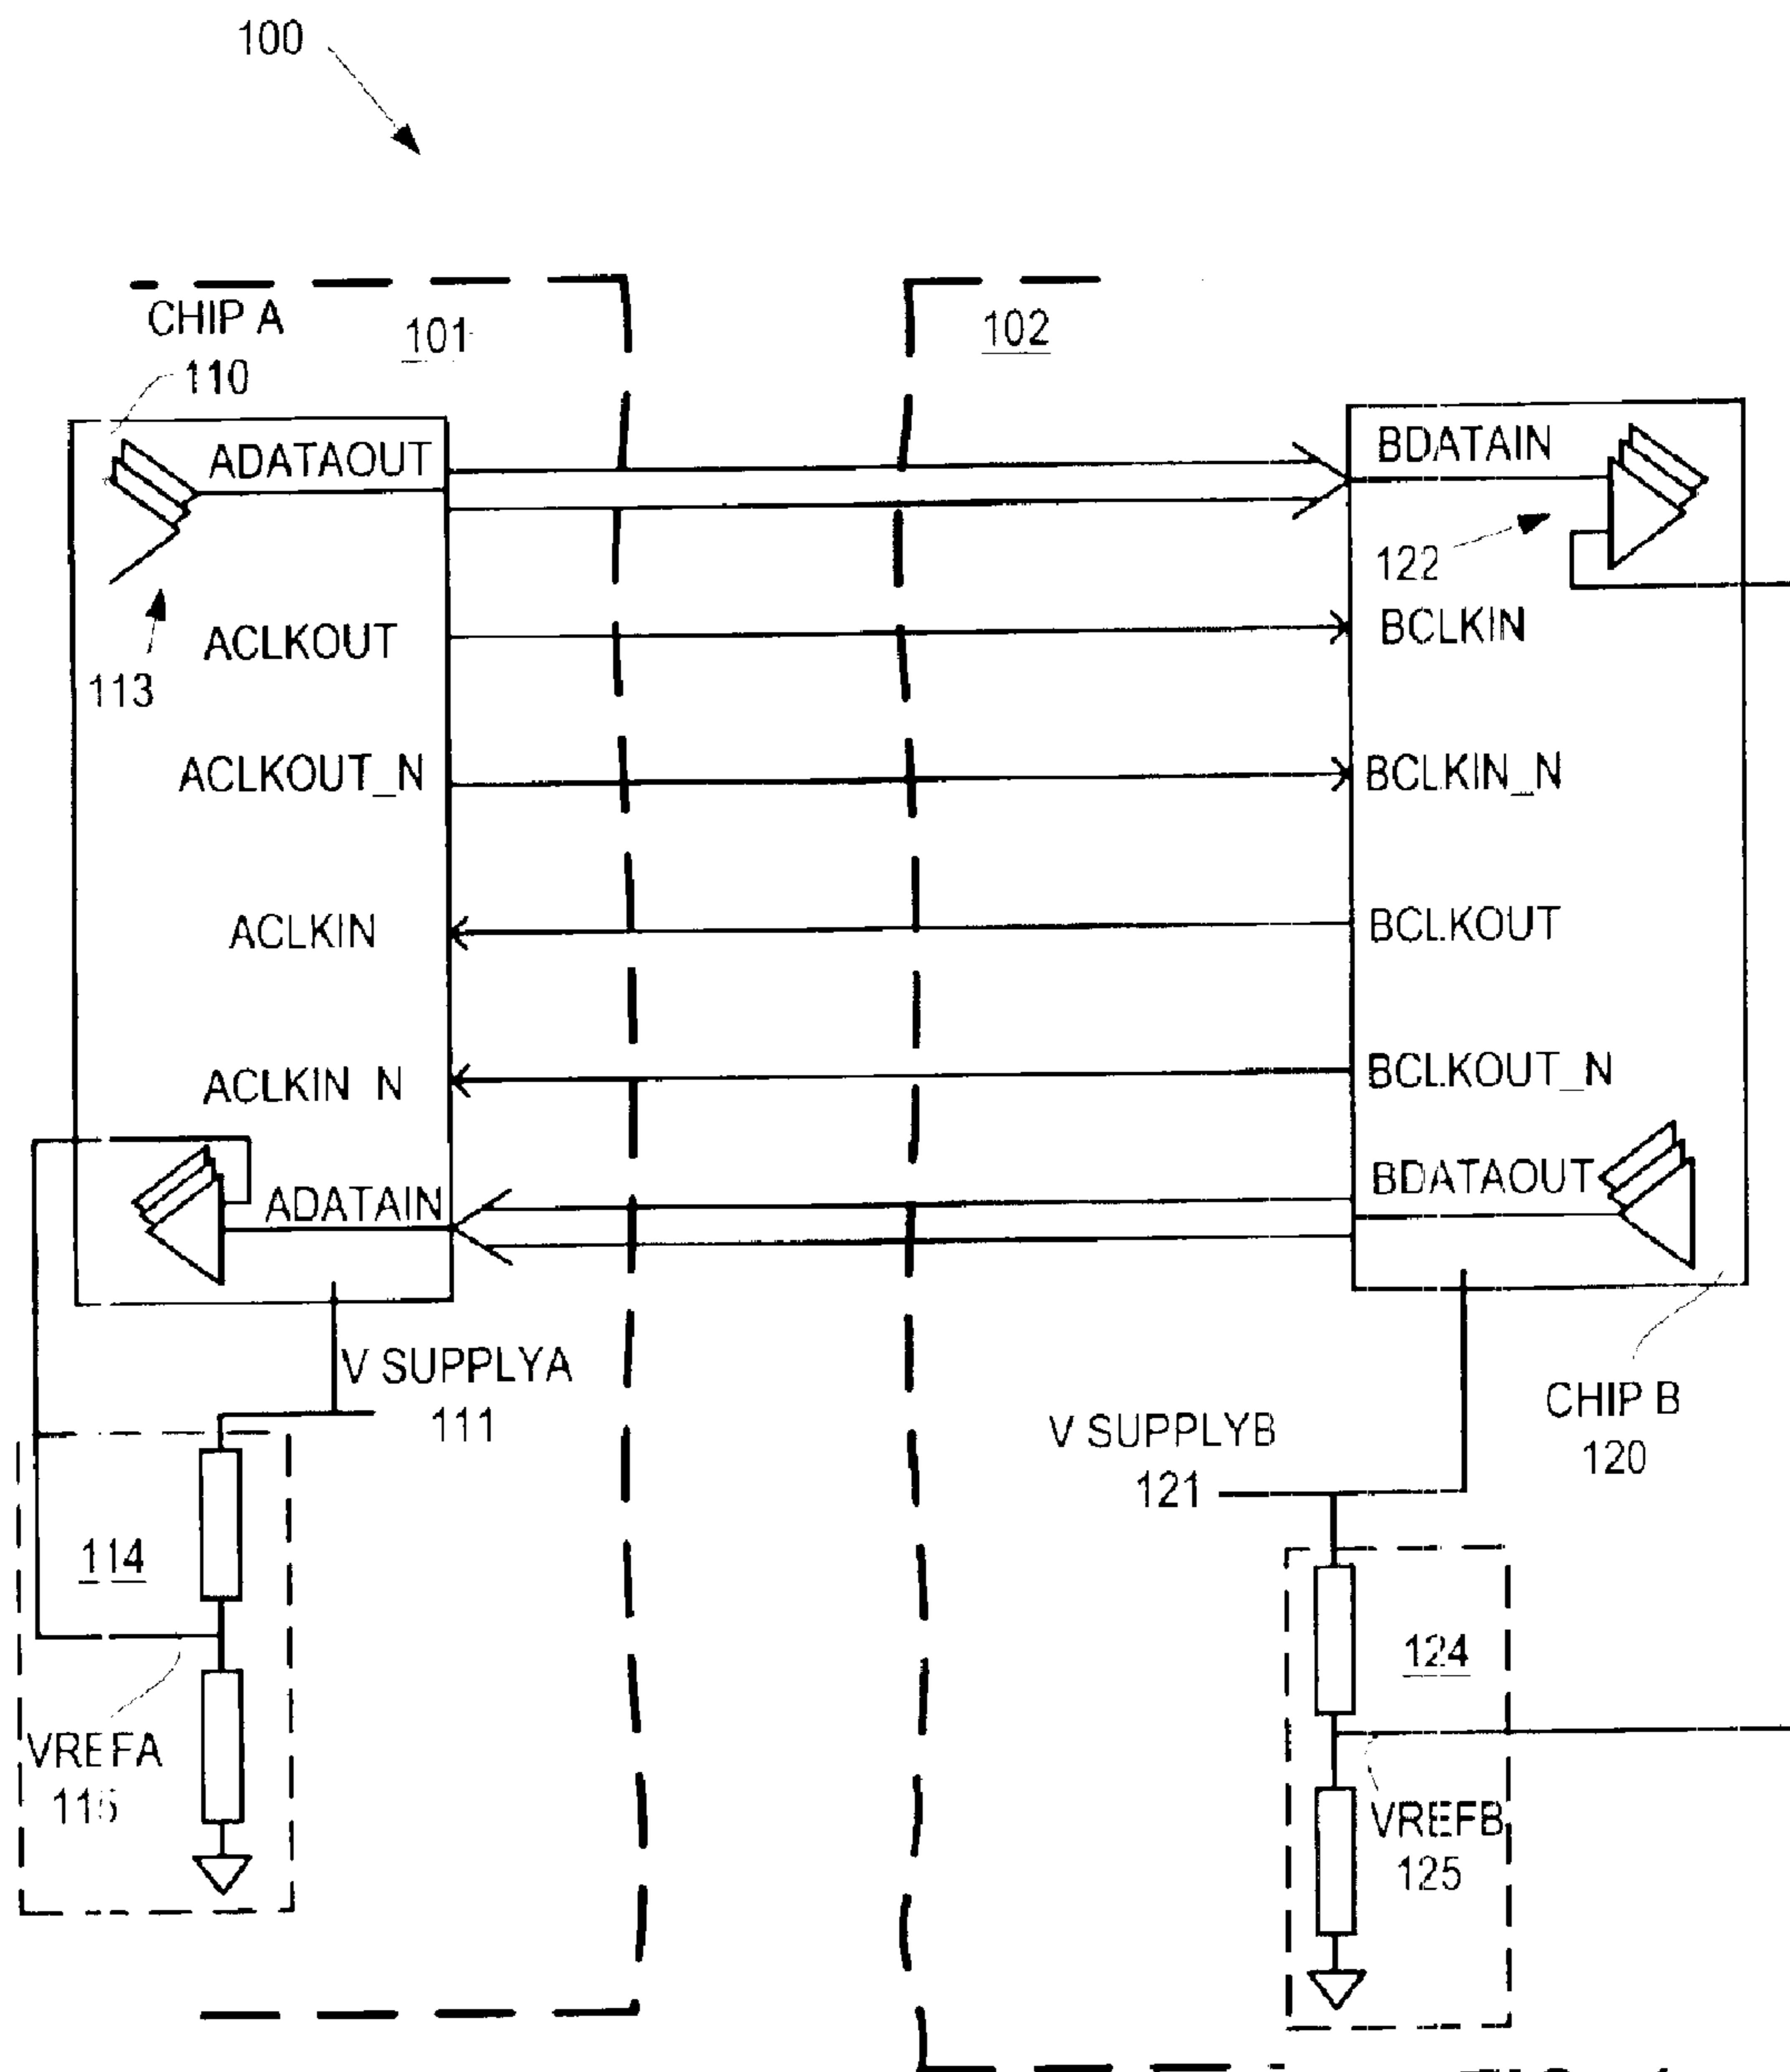 100
CHIP A
101
102
110
ADATAOUT
BDATAIN
122
113
ACLKOUT
BCLKIN
ACLKOUT_N
BCLKIN_N
ACLKIN
BCLKOUT
ACLKIN N
BCLKOUT_N
ADATAIN
BDATAOUT
V SUPPLYA
111
V SUPPLYB
121
CHIP B
120
114
124
VREFA
VREFB
125